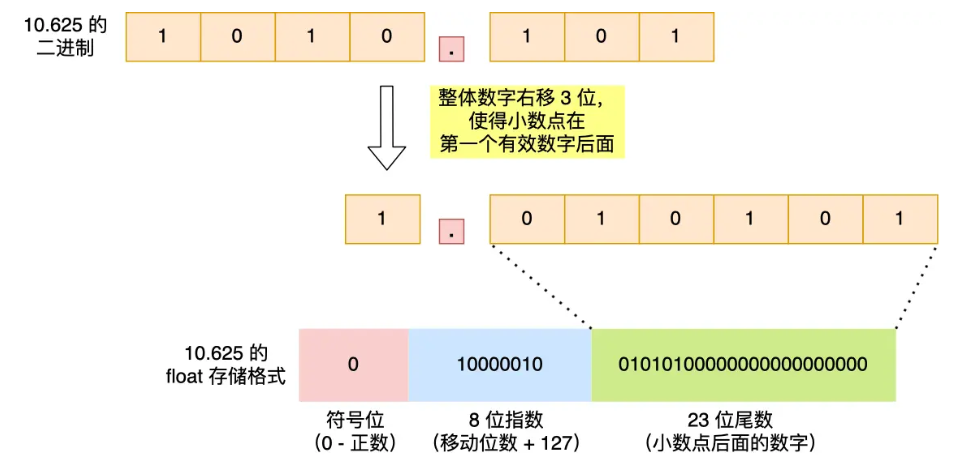 10.625 的
二进制
1 0 1 0 . 1 0 1
整体数字右移 3 位，
使得小数点在
第一个有效数字后面
1 . 0 1 0 1 0 1
10.625 的
float 存储格式
0 10000010 01010100000000000000000
符号位 8 位指数 23 位尾数
（0 - 正数） （移动位数 + 127） （小数点后面的数字）